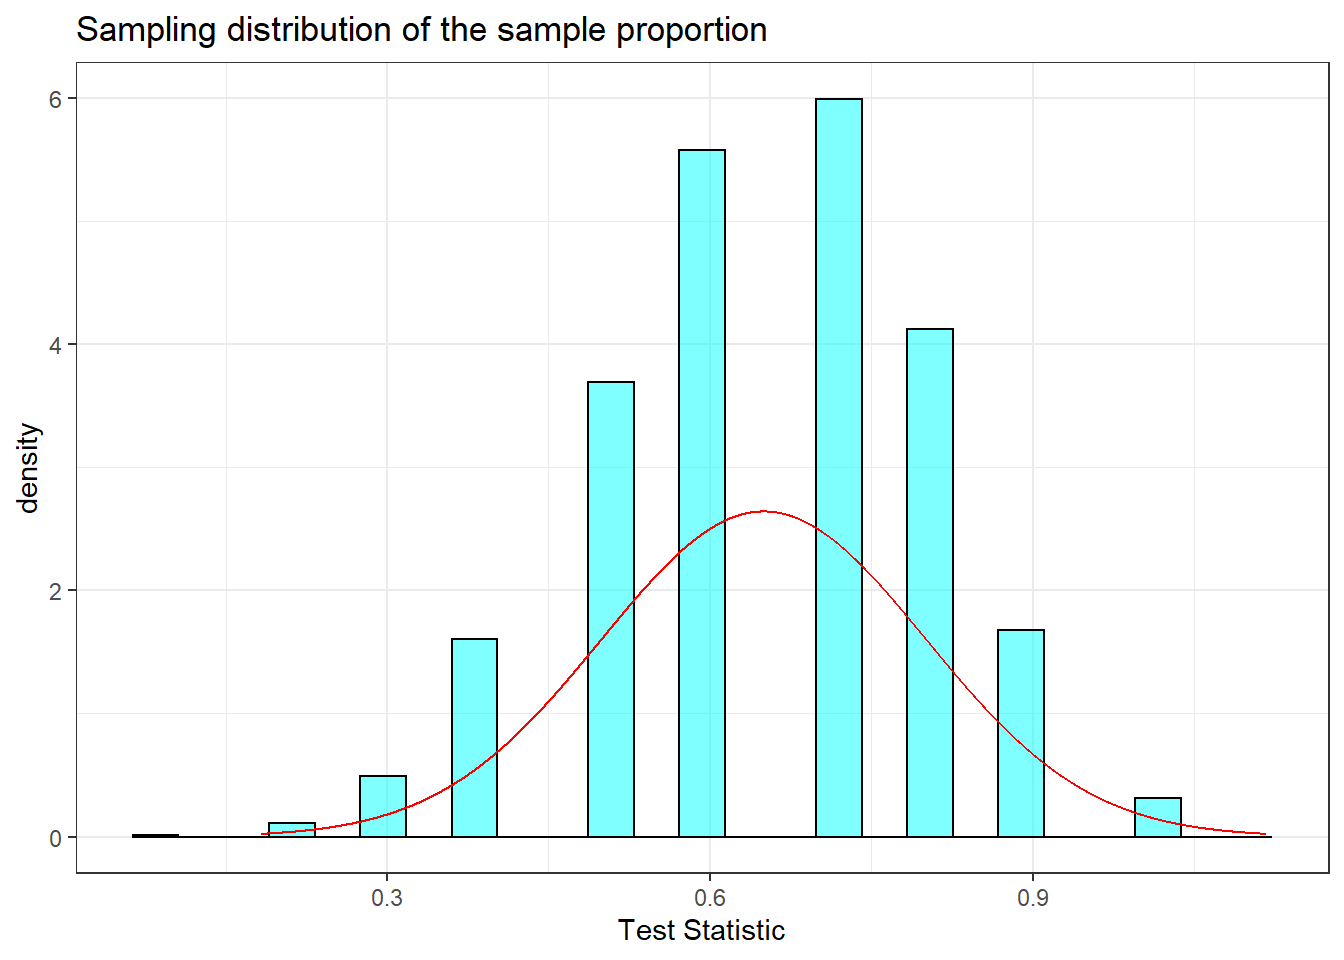 Sampling distribution of the sample proportion
6
4
2
0
density
0.3 0.6 0.9
Test Statistic